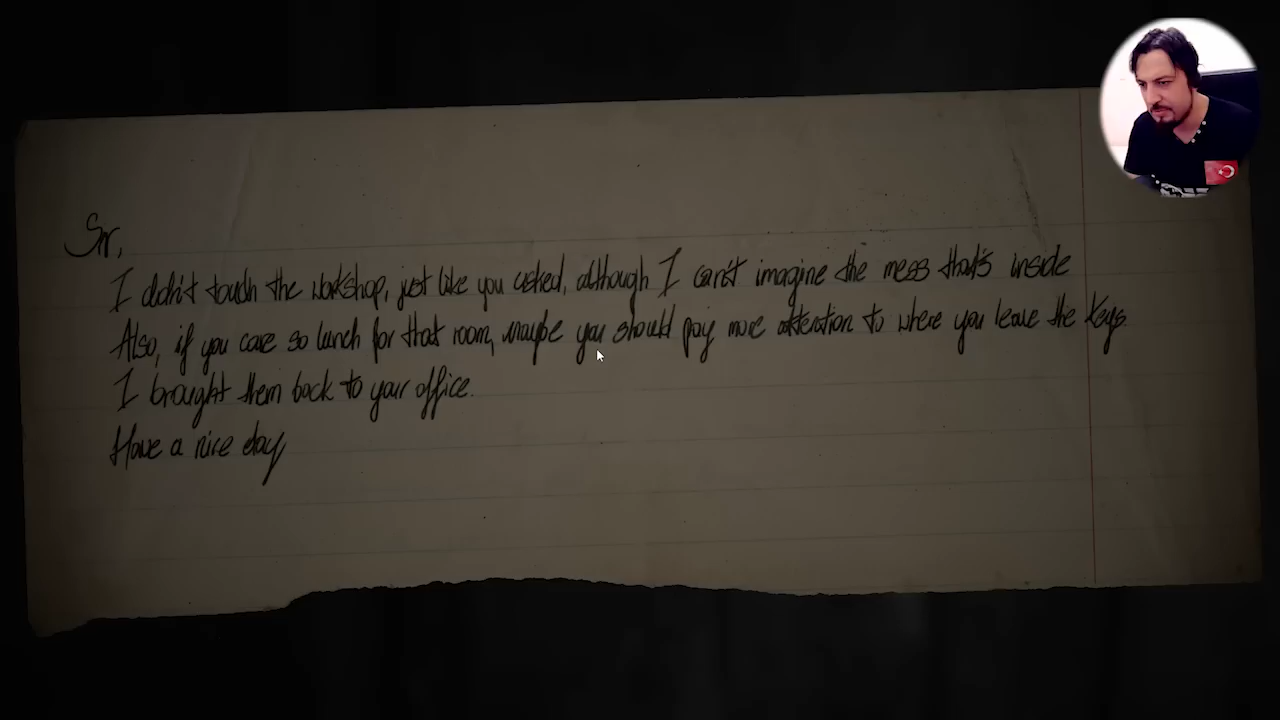 Sir,
I didn't touch the workshop, just like you asked, although I can't imagine the mess that's inside
Also, if you care so much for that room, maybe you should pay more attention to where you leave the keys.
I brought them back to your office.
Have a nice day